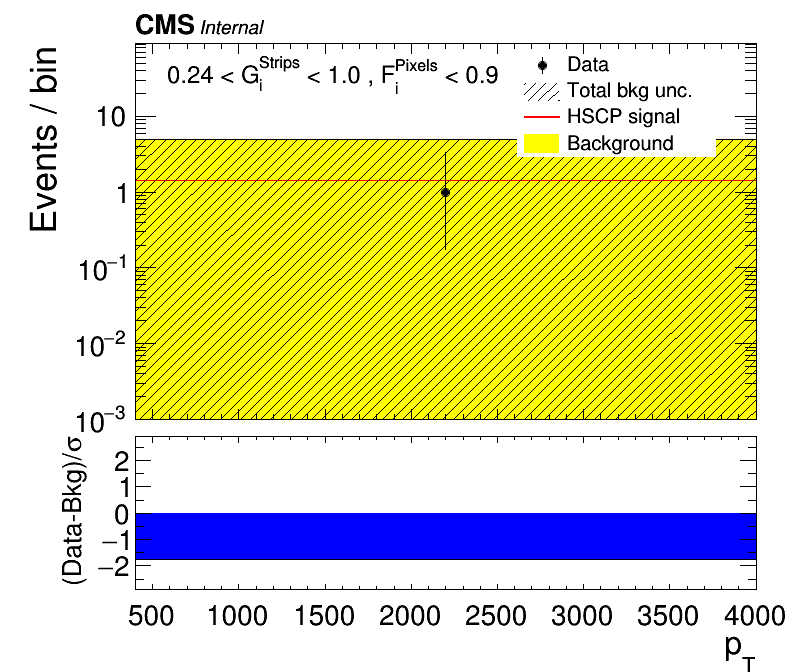 CMS Internal
0.24 < G_i^Strips < 1.0 , F_i^Pixels < 0.9
Data
Total bkg unc.
HSCP signal
Background
Events / bin
10
1
10^−1
10^−2
10^−3
(Data-Bkg)/σ
2
1
0
−1
−2
500 1000 1500 2000 2500 3000 3500 4000
p_T